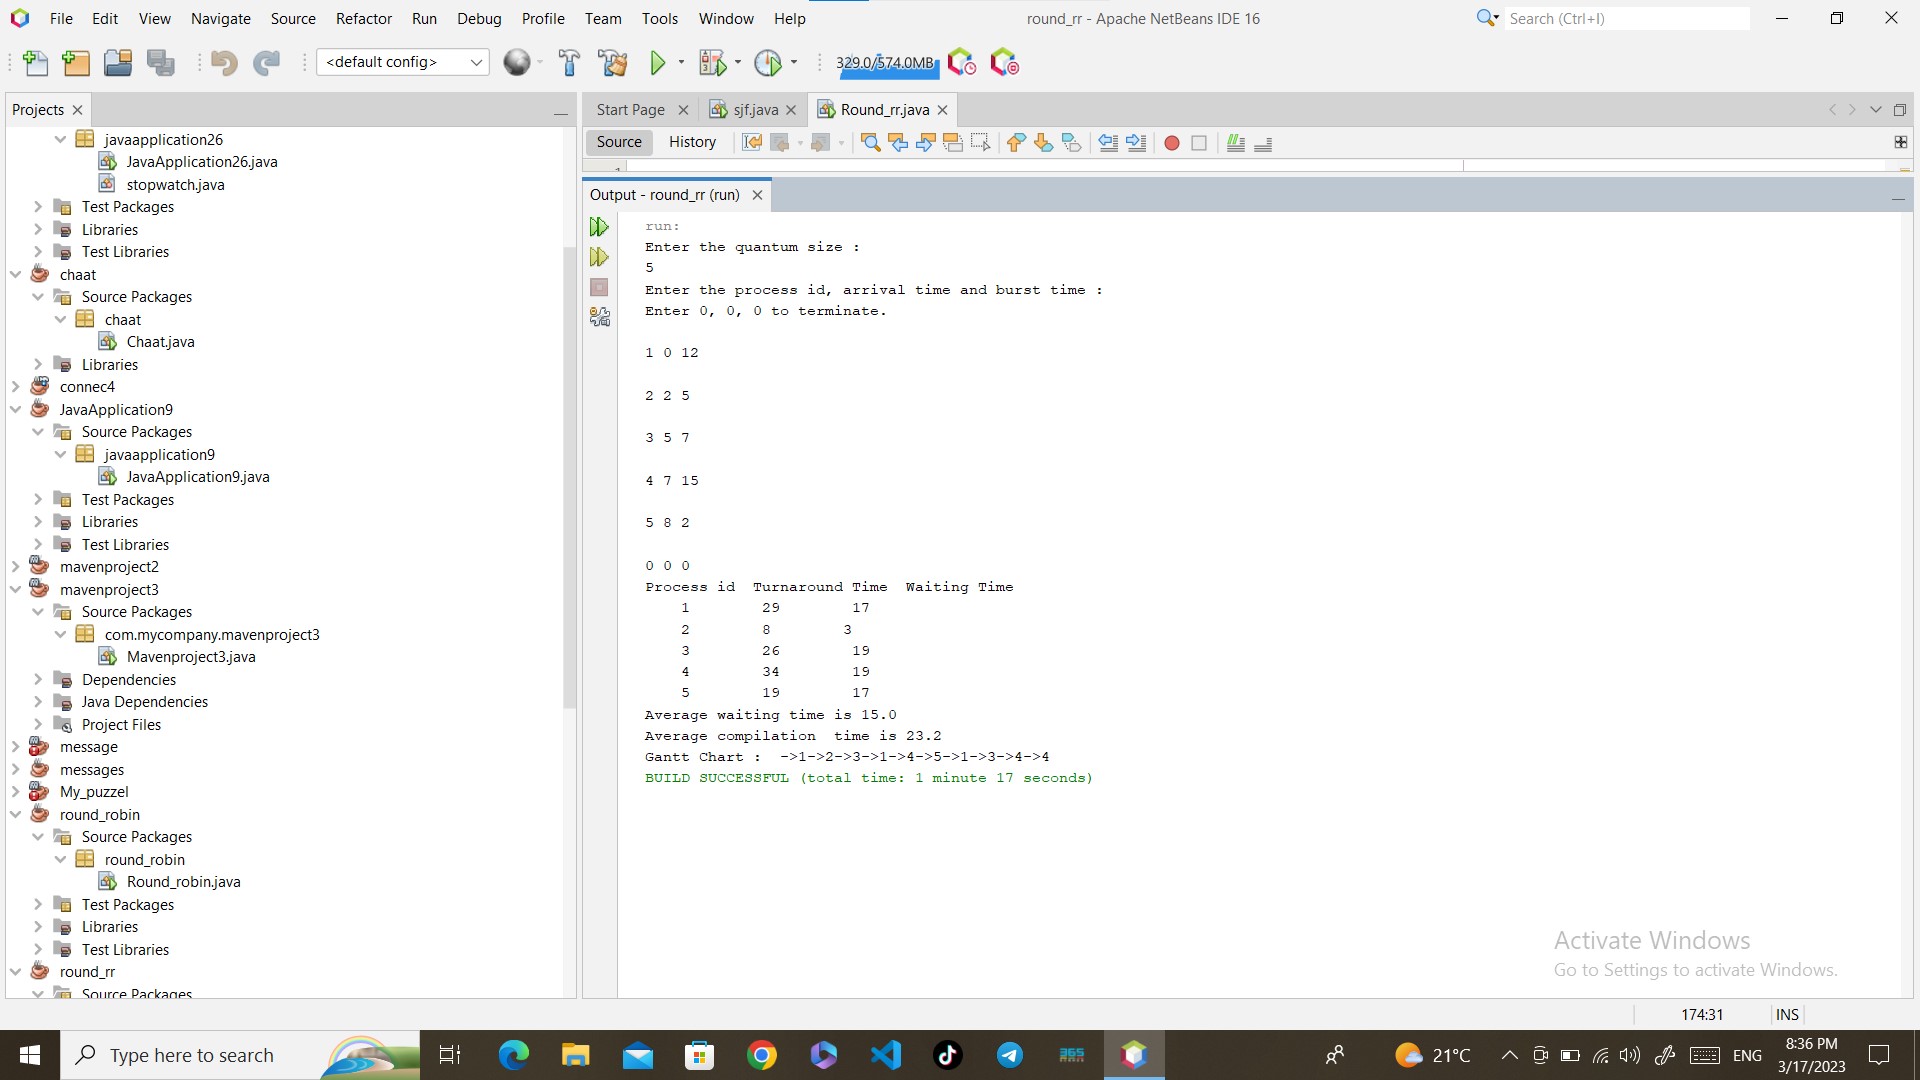 File Edit View Navigate Source Refactor Run Debug Profile Team Tools Window Help
round_rr - Apache NetBeans IDE 16
Search (Ctrl+I)
<default config>
329.0/574.0MB
Projects
javaapplication26
JavaApplication26.java
stopwatch.java
Test Packages
Libraries
Test Libraries
chaat
Source Packages
chaat
Chaat.java
Libraries
connec4
JavaApplication9
Source Packages
javaapplication9
JavaApplication9.java
Test Packages
Libraries
Test Libraries
mavenproject2
mavenproject3
Source Packages
com.mycompany.mavenproject3
Mavenproject3.java
Dependencies
Java Dependencies
Project Files
message
messages
My_puzzel
round_robin
Source Packages
round_robin
Round_robin.java
Test Packages
Libraries
Test Libraries
round_rr
Source Packages
Start Page sjf.java Round_rr.java
Source History
Output - round_rr (run)
run:
Enter the quantum size :
5
Enter the process id, arrival time and burst time :
Enter 0, 0, 0 to terminate.
1 0 12
2 2 5
3 5 7
4 7 15
5 8 2
0 0 0
Process id Turnaround Time Waiting Time
1 29 17
2 8 3
3 26 19
4 34 19
5 19 17
Average waiting time is 15.0
Average compilation time is 23.2
Gantt Chart : ->1->2->3->1->4->5->1->3->4->4
BUILD SUCCESSFUL (total time: 1 minute 17 seconds)
Activate Windows
Go to Settings to activate Windows.
174:31 INS
Type here to search
21°C
ENG
8:36 PM
3/17/2023